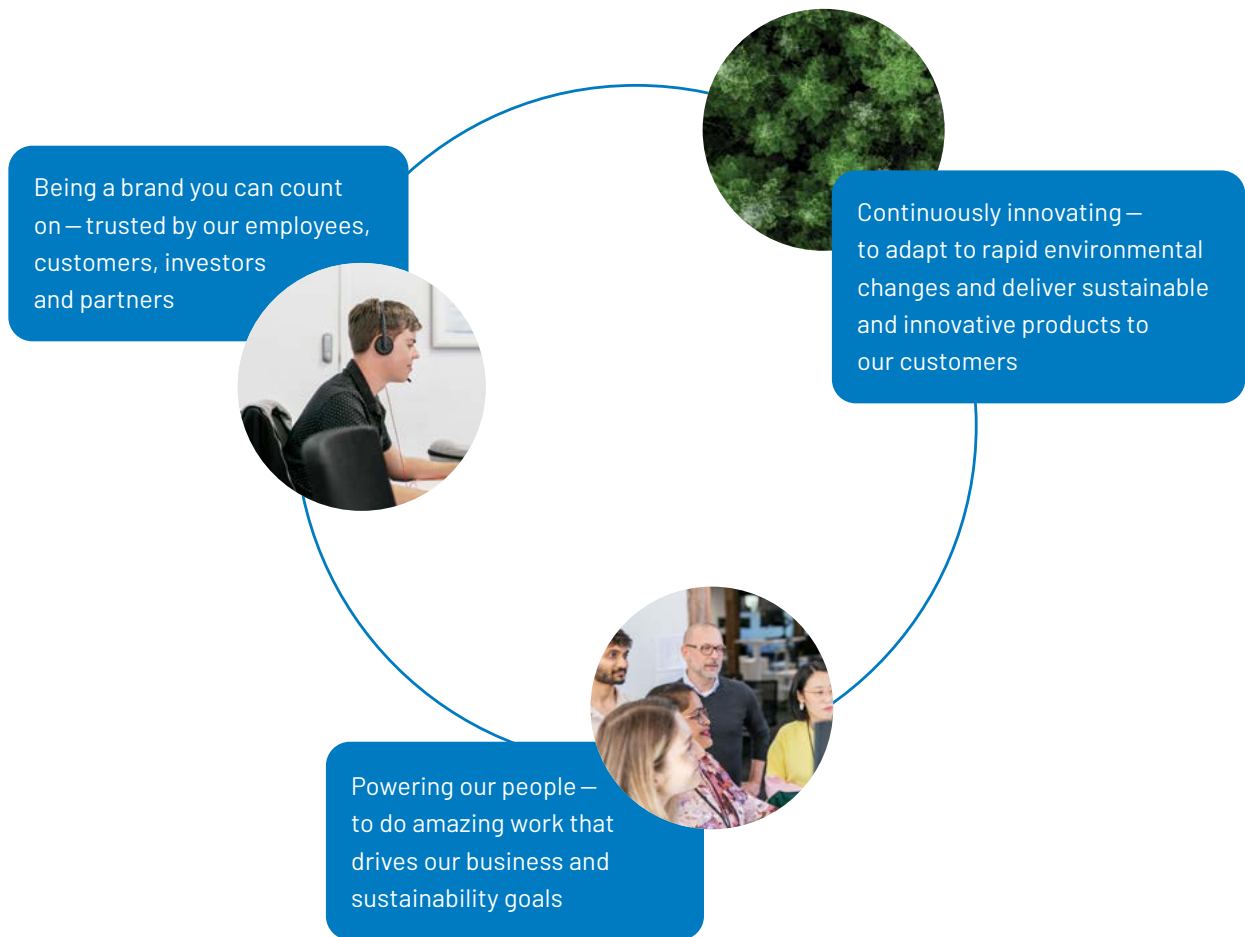 Being a brand you can count
on — trusted by our employees,
customers, investors
and partners
Continuously innovating —
to adapt to rapid environmental
changes and deliver sustainable
and innovative products to
our customers
Powering our people —
to do amazing work that
drives our business and
sustainability goals